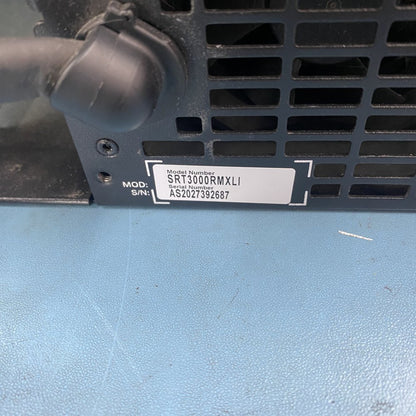 Model Number
MOD: SRT3000RMXLI
Serial Number
S/N: AS2027392687